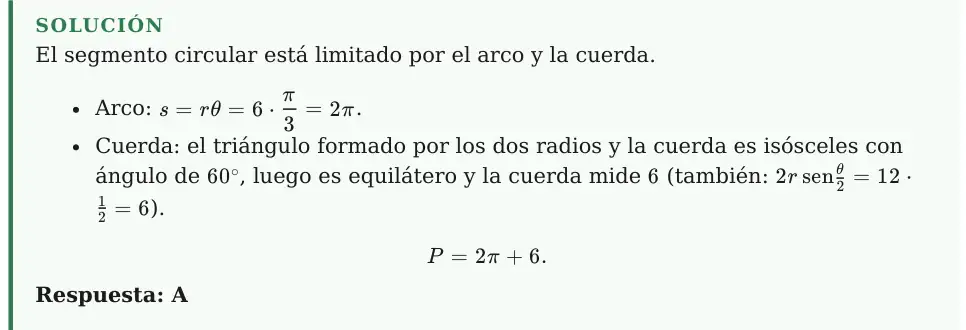 SOLUCIÓN
El segmento circular está limitado por el arco y la cuerda.
• Arco: s = rθ = 6 · π/3 = 2π.
• Cuerda: el triángulo formado por los dos radios y la cuerda es isósceles con
ángulo de 60°, luego es equilátero y la cuerda mide 6 (también: 2r sen θ/2 = 12 ·
1/2 = 6).
P = 2π + 6.
Respuesta: A